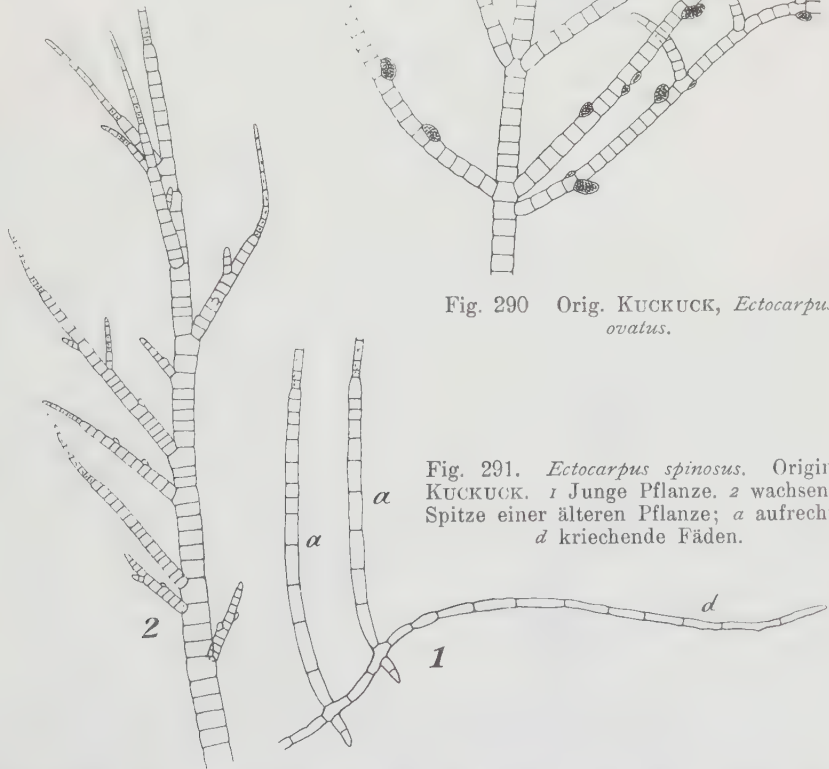 Fig. 290 Orig. KUCKUCK, Ectocarpus
ovatus.
Fig. 291. Ectocarpus spinosus. Origin
KUCKUCK. 1 Junge Pflanze. 2 wachsen
Spitze einer älteren Pflanze; a aufrech
d kriechende Fäden.
a
a
d
1
2